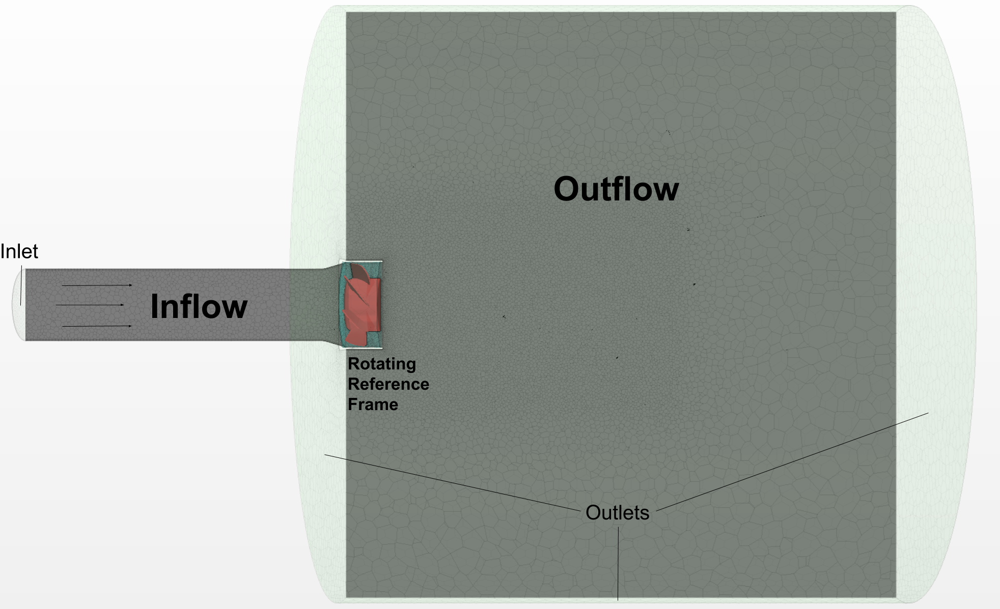 Outflow
Inlet
Inflow
Rotating
Reference
Frame
Outlets